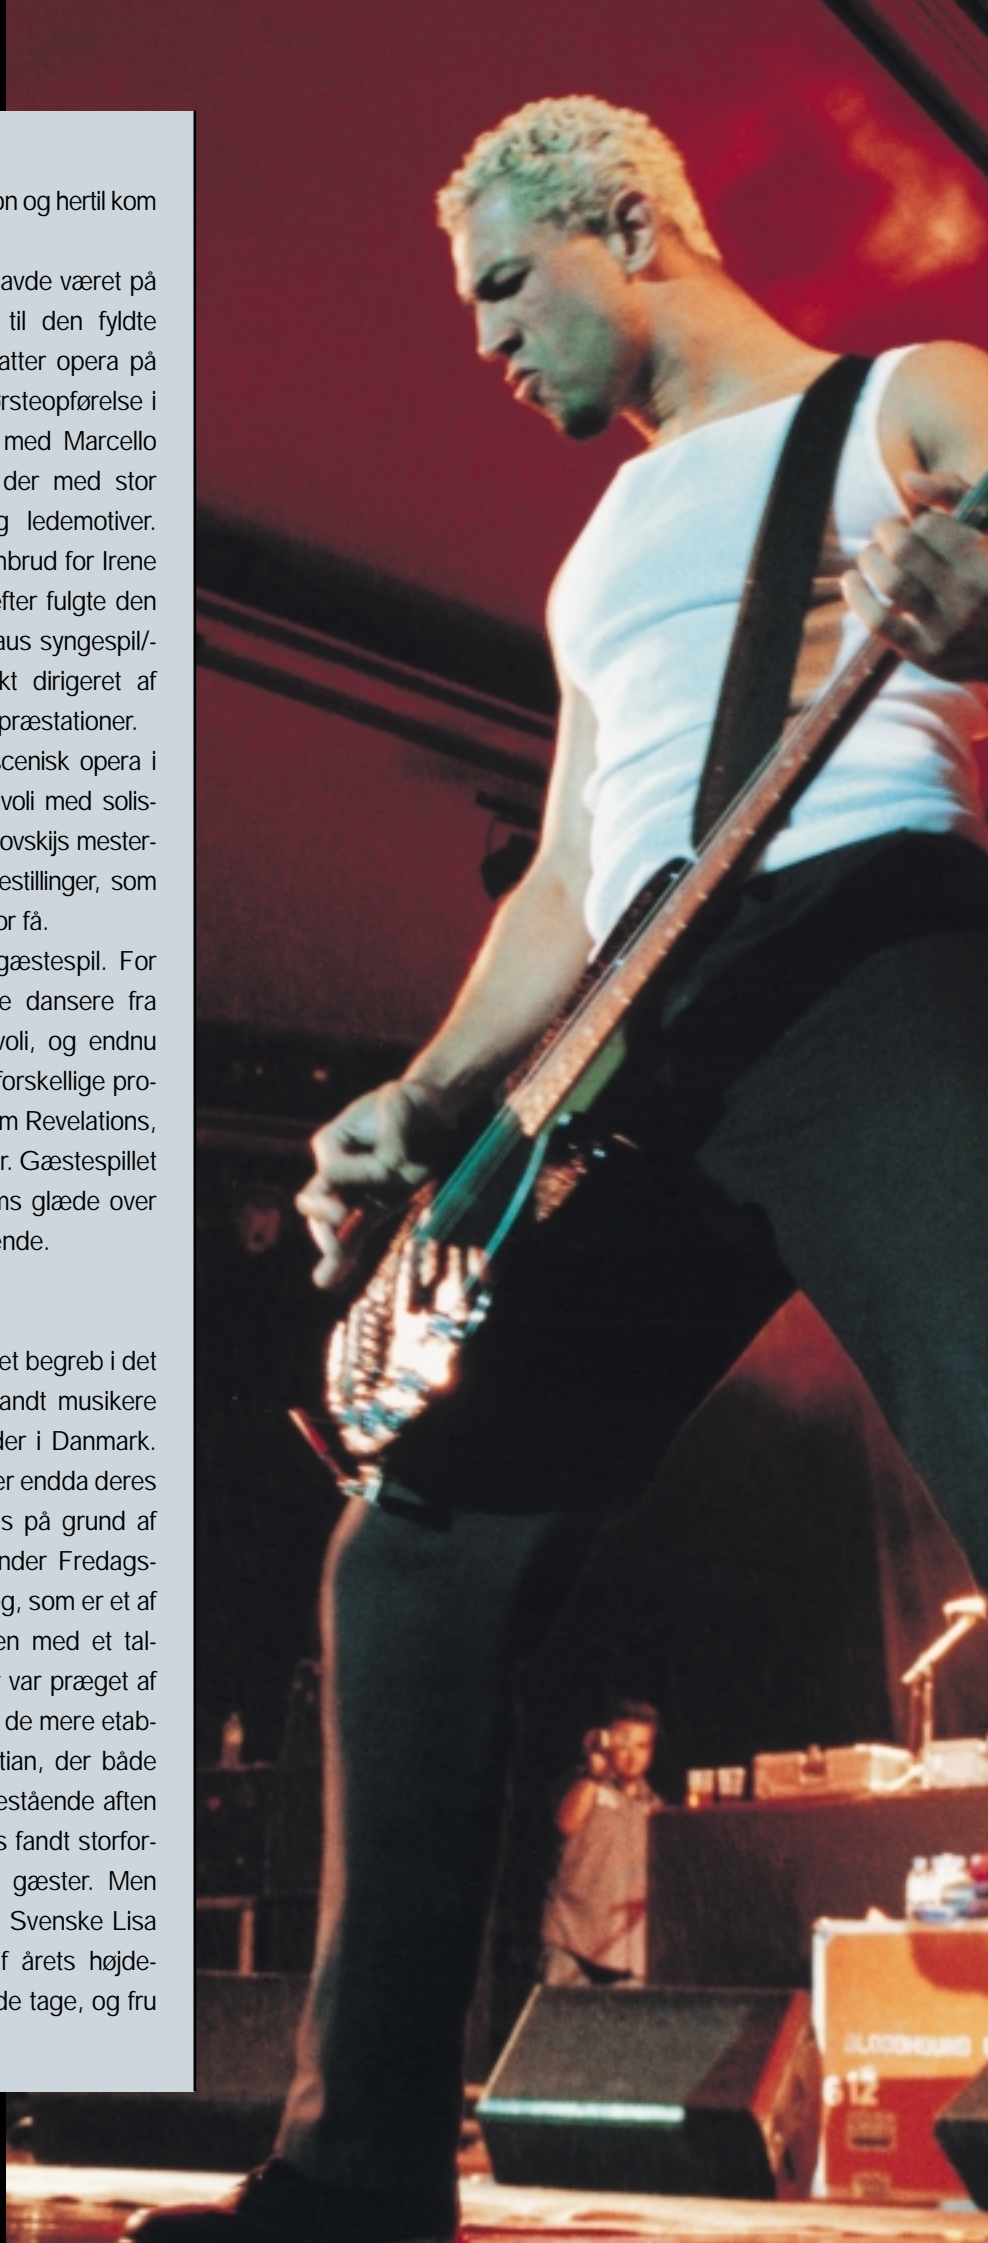 on og hertil kom
avde været på
til den fyldte
atter opera på
ørsteopførelse i
med Marcello
der med stor
g ledemotiver.
nbrud for Irene
efter fulgte den
aus syngespil/-
kt dirigeret af
præstationer.
scenisk opera i
voli med solis-
ovskijs mester-
estillinger, som
or få.
gæstespil. For
e dansere fra
voli, og endnu
forskellige pro-
m Revelations,
r. Gæstespillet
ns glæde over
ende.
et begreb i det
andt musikere
der i Danmark.
er endda deres
s på grund af
nder Fredags-
g, som er et af
en med et tal-
var præget af
de mere etab-
tian, der både
estående aften
s fandt storfor-
gæster. Men
Svenske Lisa
f årets højde-
de tage, og fru
BLOODHOUND
612